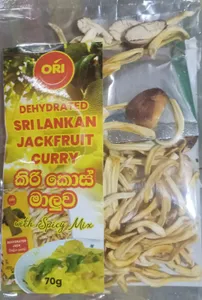 ORI
DEHYDRATED
SRI LANKAN
JACKFRUIT
CURRY
කිරි කොස්
මාලුව
with Spicy Mix
70g